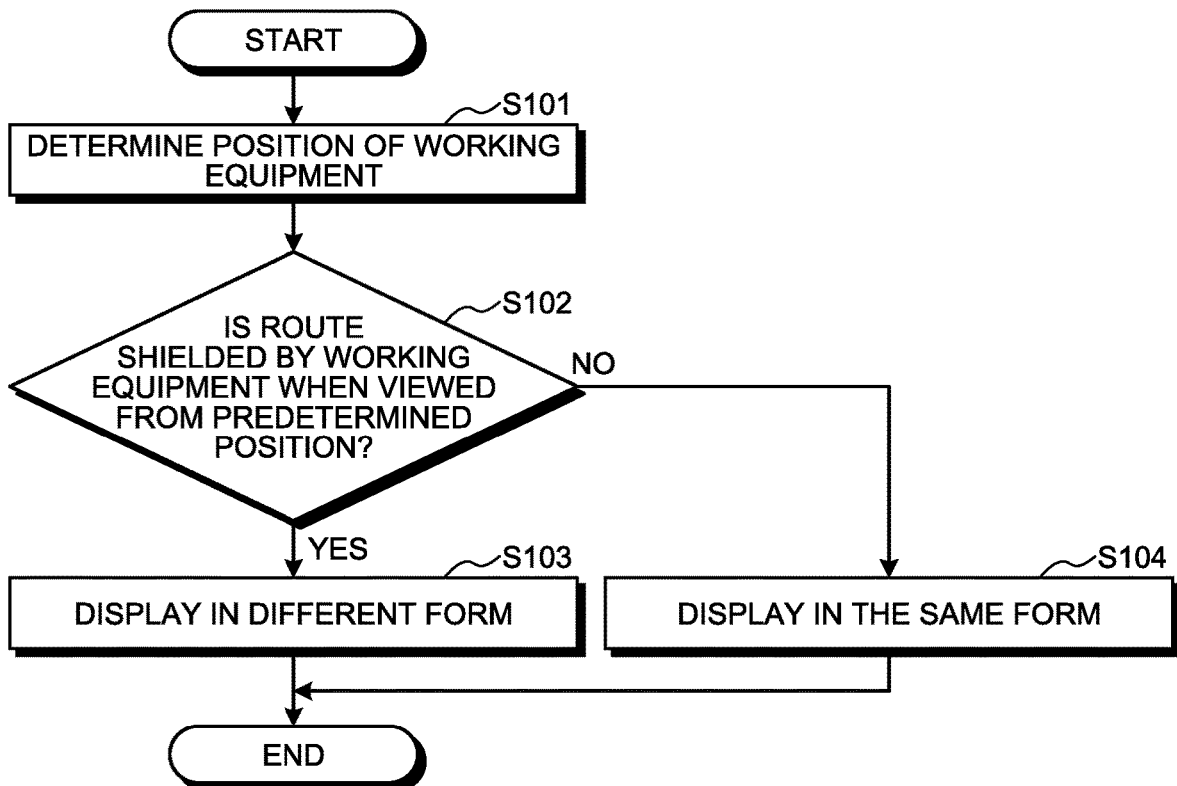 START
S101
DETERMINE POSITION OF WORKING
EQUIPMENT
S102
IS ROUTE
SHIELDED BY WORKING
EQUIPMENT WHEN VIEWED
FROM PREDETERMINED
POSITION?
NO
YES
S103
DISPLAY IN DIFFERENT FORM
S104
DISPLAY IN THE SAME FORM
END